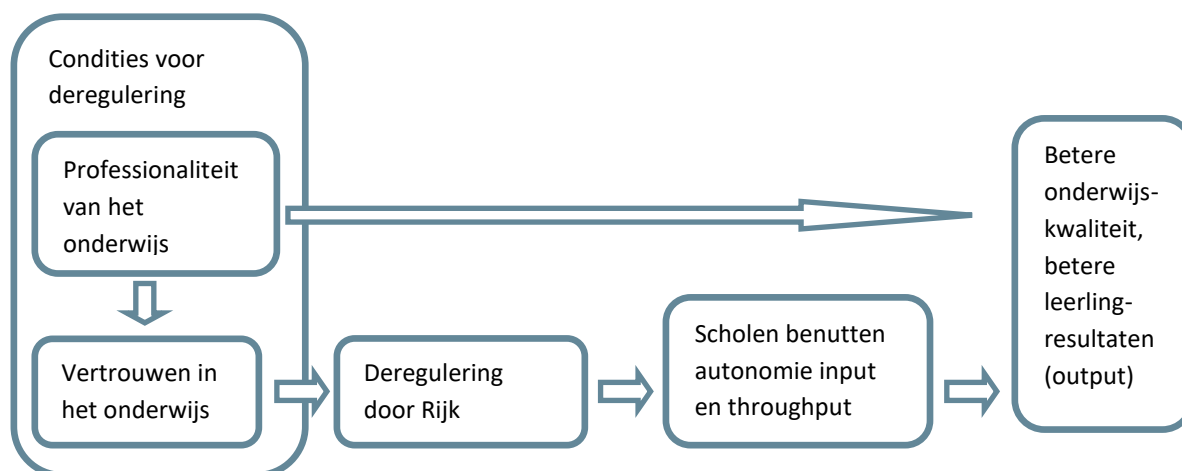 Condities voor
deregulering
Professionaliteit
van het
onderwijs
Vertrouwen in
het onderwijs
Deregulering
door Rijk
Scholen benutten
autonomie input
en throughput
Betere
onderwijs-
kwaliteit,
betere
leerling-
resultaten
(output)